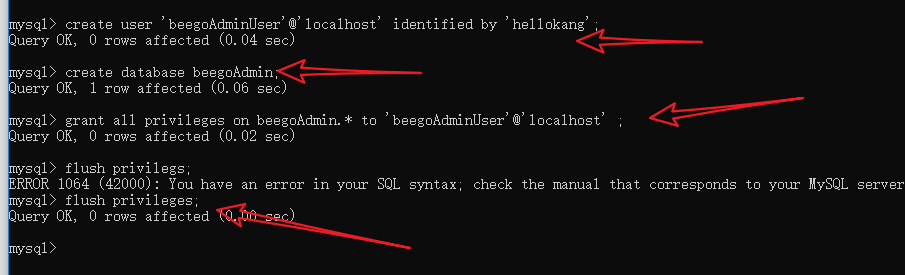 mysql> create user 'beegoAdminUser'@'localhost' identified by 'hellokang';
Query OK, 0 rows affected (0.04 sec)
mysql> create database beegoAdmin;
Query OK, 1 row affected (0.06 sec)
mysql> grant all privileges on beegoAdmin.* to 'beegoAdminUser'@'localhost' ;
Query OK, 0 rows affected (0.02 sec)
mysql> flush privilegs;
ERROR 1064 (42000): You have an error in your SQL syntax; check the manual that corresponds to your MySQL server
mysql> flush privileges;
Query OK, 0 rows affected (0.00 sec)
mysql>